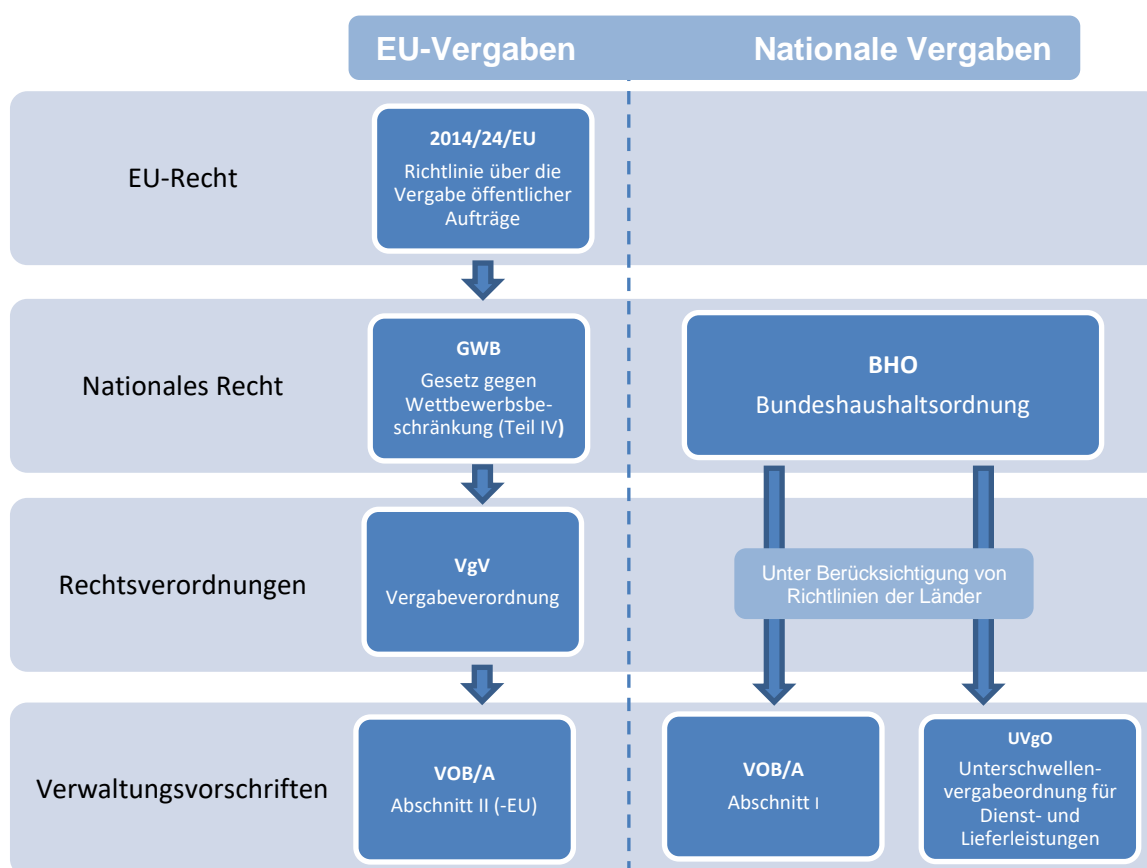 EU-Vergaben
Nationale Vergaben
EU-Recht
2014/24/EU
Richtlinie über die
Vergabe öffentlicher
Aufträge
Nationales Recht
GWB
Gesetz gegen
Wettbewerbsbe-
schränkung (Teil IV)
BHO
Bundeshaushaltsordnung
Rechtsverordnungen
VgV
Vergabeverordnung
Unter Berücksichtigung von
Richtlinien der Länder
Verwaltungsvorschriften
VOB/A
Abschnitt II (-EU)
VOB/A
Abschnitt I
UVgO
Unterschwellen-
vergabeordnung für
Dienst- und
Lieferleistungen